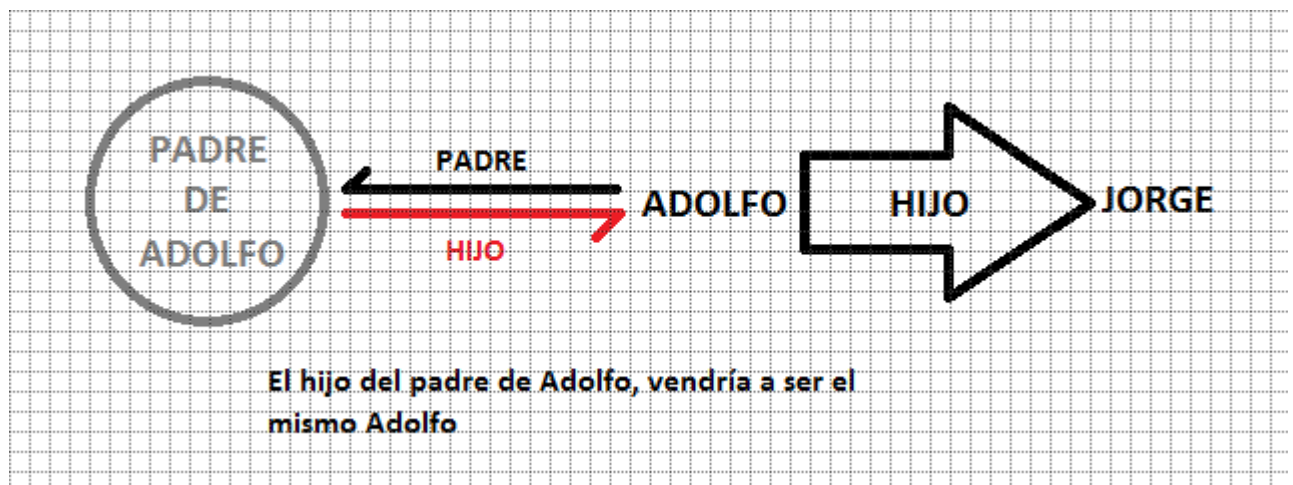 PADRE
DE
ADOLFO
PADRE
HIJO
ADOLFO
HIJO
JORGE
El hijo del padre de Adolfo, vendría a ser el
mismo Adolfo